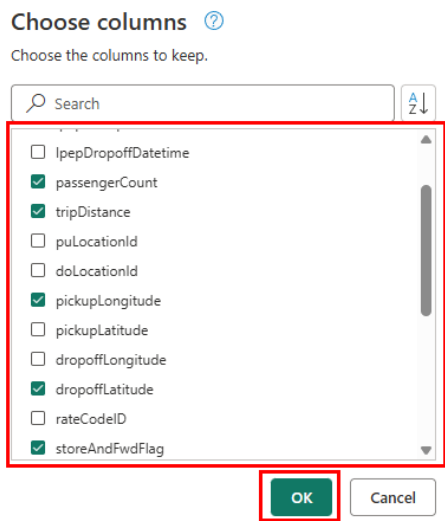 Choose columns
Choose the columns to keep.
Search
lpepDropoffDatetime
passengerCount
tripDistance
puLocationId
doLocationId
pickupLongitude
pickupLatitude
dropoffLongitude
dropoffLatitude
rateCodeID
storeAndFwdFlag
OK
Cancel